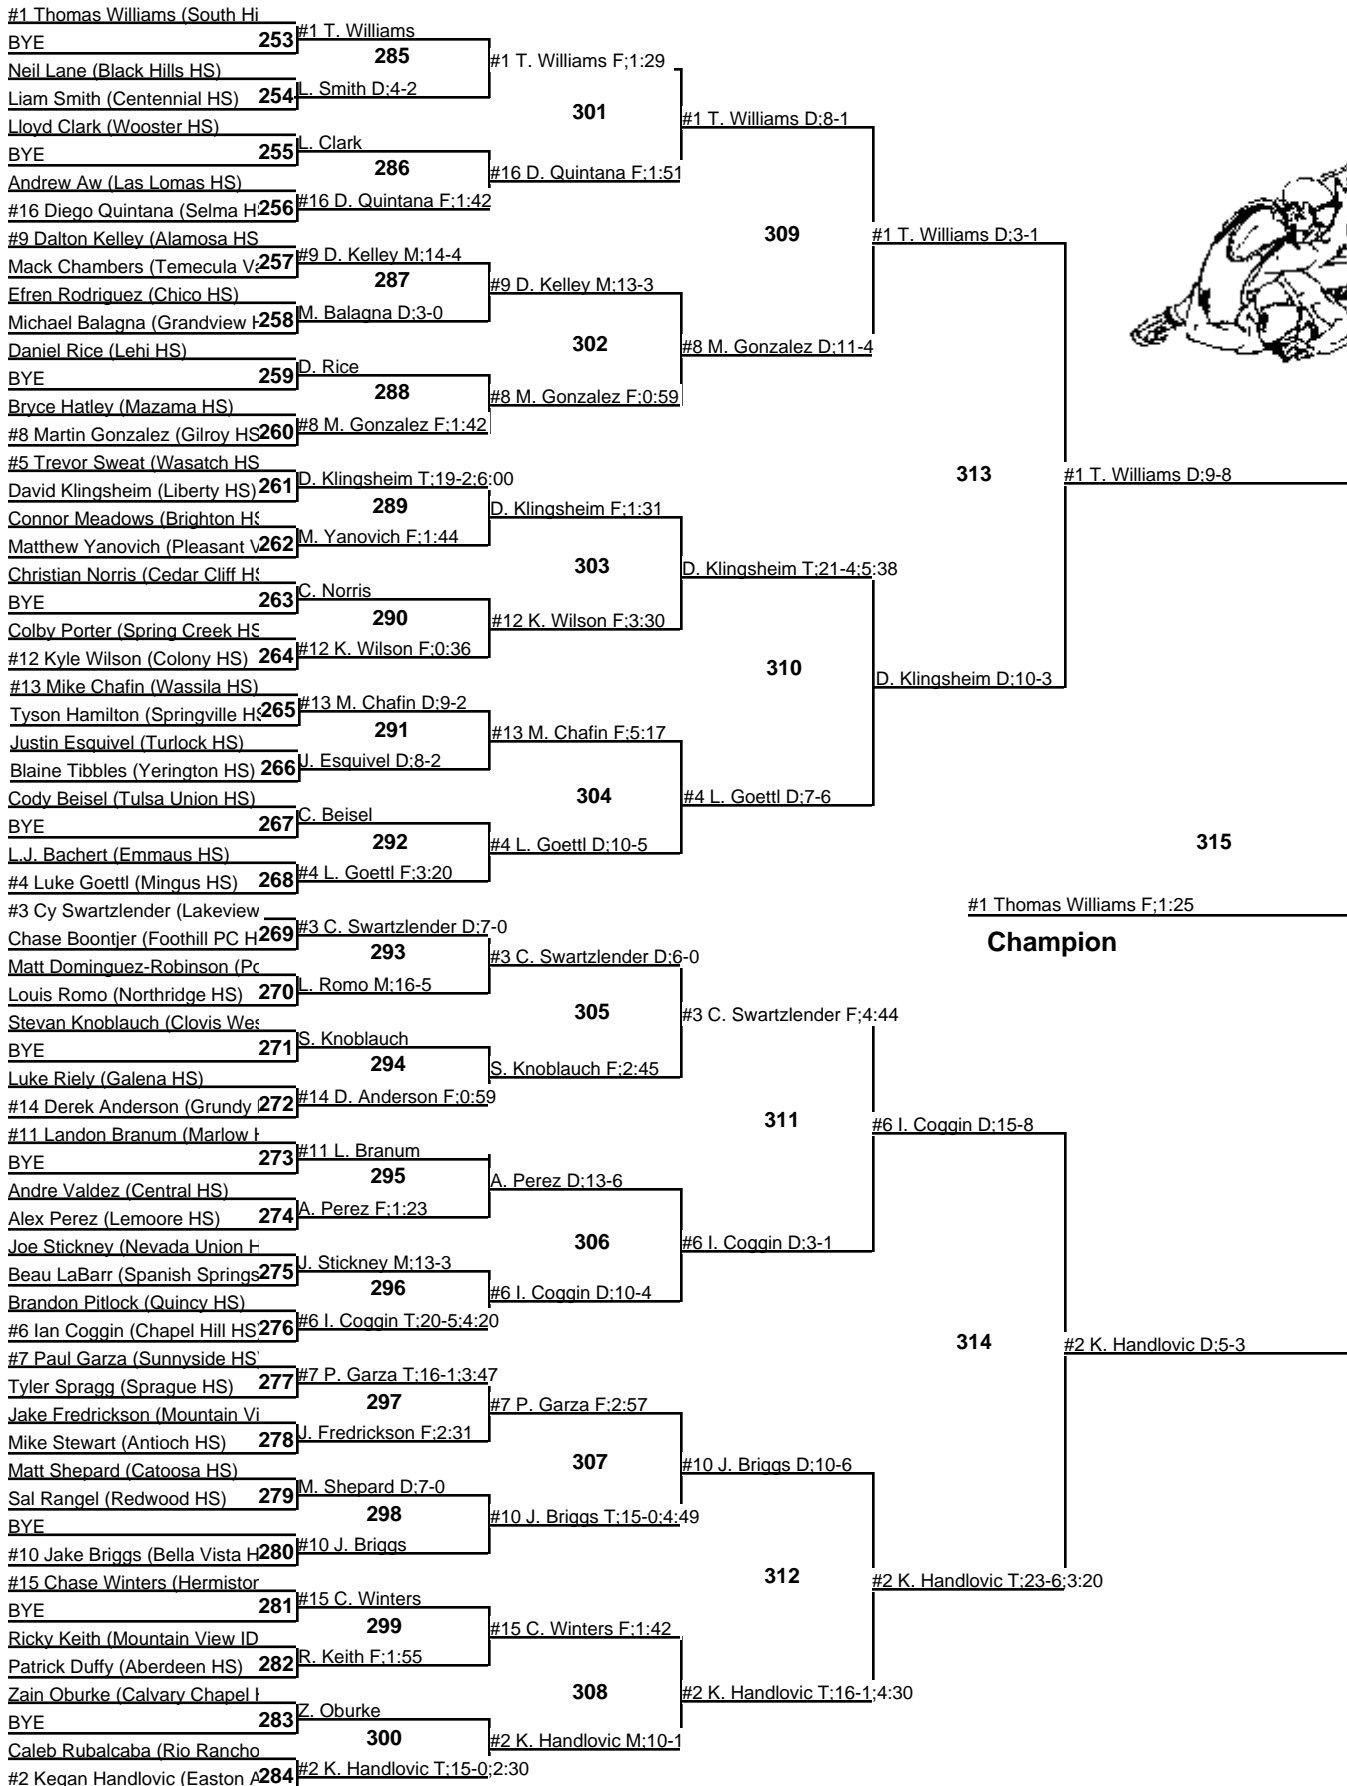 #1 Thomas Williams (South Hi
BYE
253
Neil Lane (Black Hills HS)
Liam Smith (Centennial HS)
254
Lloyd Clark (Wooster HS)
BYE
255
Andrew Aw (Las Lomas HS)
#16 Diego Quintana (Selma H
256
#9 Dalton Kelley (Alamosa HS
Mack Chambers (Temecula Va
257
Efren Rodriguez (Chico HS)
Michael Balagna (Grandview H
258
Daniel Rice (Lehi HS)
BYE
259
Bryce Hatley (Mazama HS)
#8 Martin Gonzalez (Gilroy HS
260
#5 Trevor Sweat (Wasatch HS
David Klingsheim (Liberty HS)
261
Connor Meadows (Brighton HS
Matthew Yanovich (Pleasant V
262
Christian Norris (Cedar Cliff HS
BYE
263
Colby Porter (Spring Creek HS
#12 Kyle Wilson (Colony HS)
264
#13 Mike Chafin (Wassila HS)
Tyson Hamilton (Springville HS
265
Justin Esquivel (Turlock HS)
Blaine Tibbles (Yerington HS)
266
Cody Beisel (Tulsa Union HS)
BYE
267
L.J. Bachert (Emmaus HS)
#4 Luke Goettl (Mingus HS)
268
#3 Cy Swartzlender (Lakeview
Chase Boontjer (Foothill PC H
269
Matt Dominguez-Robinson (Po
Louis Romo (Northridge HS)
270
Stevan Knoblauch (Clovis Wes
BYE
271
Luke Riely (Galena HS)
#14 Derek Anderson (Grundy
272
#11 Landon Branum (Marlow H
BYE
273
Andre Valdez (Central HS)
Alex Perez (Lemoore HS)
274
Joe Stickney (Nevada Union H
Beau LaBarr (Spanish Springs
275
Brandon Pitlock (Quincy HS)
#6 Ian Coggin (Chapel Hill HS)
276
#7 Paul Garza (Sunnyside HS)
Tyler Spragg (Sprague HS)
277
Jake Fredrickson (Mountain Vi
Mike Stewart (Antioch HS)
278
Matt Shepard (Catoosa HS)
Sal Rangel (Redwood HS)
279
BYE
#10 Jake Briggs (Bella Vista H
280
#15 Chase Winters (Hermiston
BYE
281
Ricky Keith (Mountain View ID
Patrick Duffy (Aberdeen HS)
282
Zain Oburke (Calvary Chapel H
BYE
283
Caleb Rubalcaba (Rio Rancho
#2 Kegan Handlovic (Easton A
284
#1 T. Williams
285
L. Smith D;4-2
L. Clark
286
#16 D. Quintana F;1:42
#9 D. Kelley M;14-4
287
M. Balagna D;3-0
D. Rice
288
#8 M. Gonzalez F;1:42
D. Klingsheim T;19-2;6:00
289
M. Yanovich F;1:44
C. Norris
290
#12 K. Wilson F;0:36
#13 M. Chafin D;9-2
291
J. Esquivel D;8-2
C. Beisel
292
#4 L. Goettl F;3:20
#3 C. Swartzlender D;7-0
293
L. Romo M;16-5
S. Knoblauch
294
#14 D. Anderson F;0:59
#11 L. Branum
295
A. Perez F;1:23
J. Stickney M;13-3
296
#6 I. Coggin T;20-5;4:20
#7 P. Garza T;16-1;3:47
297
J. Fredrickson F;2:31
M. Shepard D;7-0
298
#10 J. Briggs
#15 C. Winters
299
R. Keith F;1:55
Z. Oburke
300
#2 K. Handlovic T;15-0;2:30
#1 T. Williams F;1:29
301
#16 D. Quintana F;1:51
#9 D. Kelley M;13-3
302
#8 M. Gonzalez F;0:59
D. Klingsheim F;1:31
303
#12 K. Wilson F;3:30
#13 M. Chafin F;5:17
304
#4 L. Goettl D;10-5
#3 C. Swartzlender D;6-0
305
S. Knoblauch F;2:45
A. Perez D;13-6
306
#6 I. Coggin D;10-4
#7 P. Garza F;2:57
307
#10 J. Briggs T;15-0;4:49
#15 C. Winters F;1:42
308
#2 K. Handlovic M;10-1
#1 T. Williams D;8-1
309
#8 M. Gonzalez D;11-4
D. Klingsheim T;21-4;5:38
310
#4 L. Goettl D;7-6
#3 C. Swartzlender F;4:44
311
#6 I. Coggin D;3-1
#10 J. Briggs D;10-6
312
#2 K. Handlovic T;16-1;4:30
#1 T. Williams D;3-1
313
D. Klingsheim D;10-3
#6 I. Coggin D;15-8
314
#2 K. Handlovic T;23-6;3:20
#1 T. Williams D;9-8
315
#2 K. Handlovic D;5-3
#1 Thomas Williams F;1:25
Champion